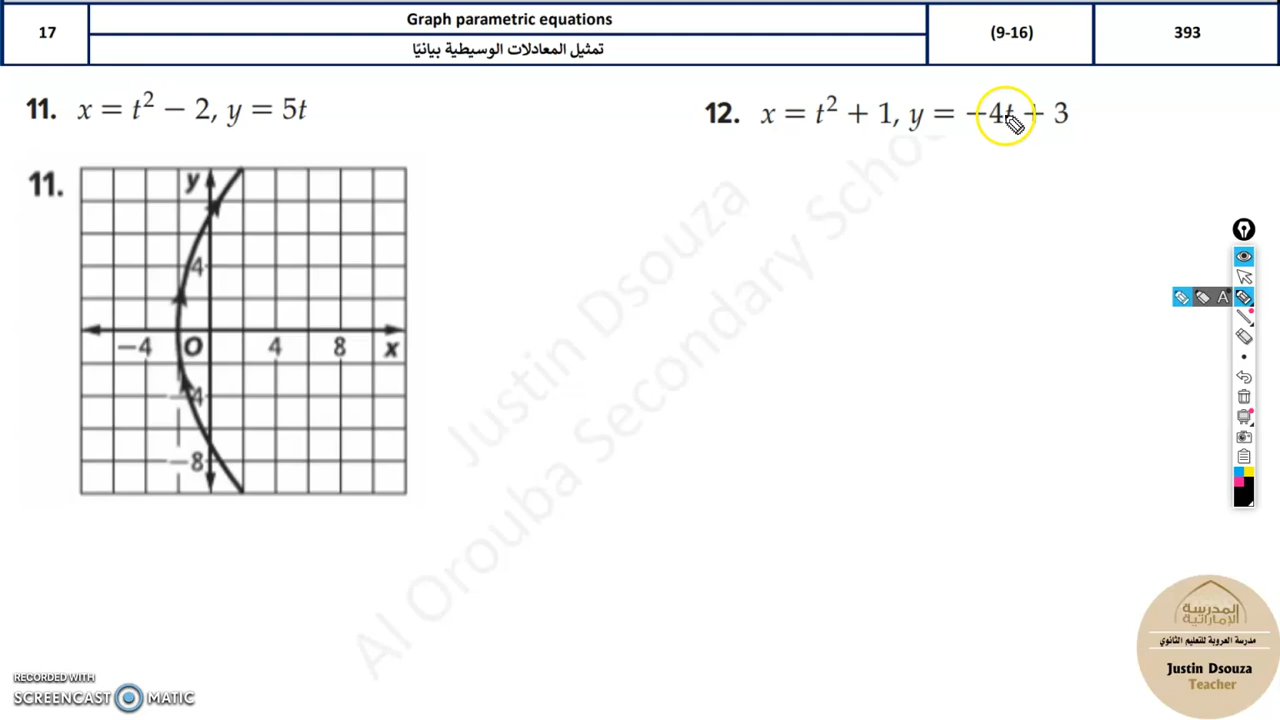 17
Graph parametric equations
تمثيل المعادلات الوسيطية بيانيًا
(9-16)
393
11. x = t² − 2, y = 5t
12. x = t² + 1, y = −4t + 3
11.
y
4
−4 O 4 8 x
−4
−8
Justin Dsouza
Al Orouba Secondary Schoo
A
المدرسة
الإماراتية
مدرسة العروبة للتعليم الثانوي
Justin Dsouza
Teacher
RECORDED WITH
SCREENCAST MATIC